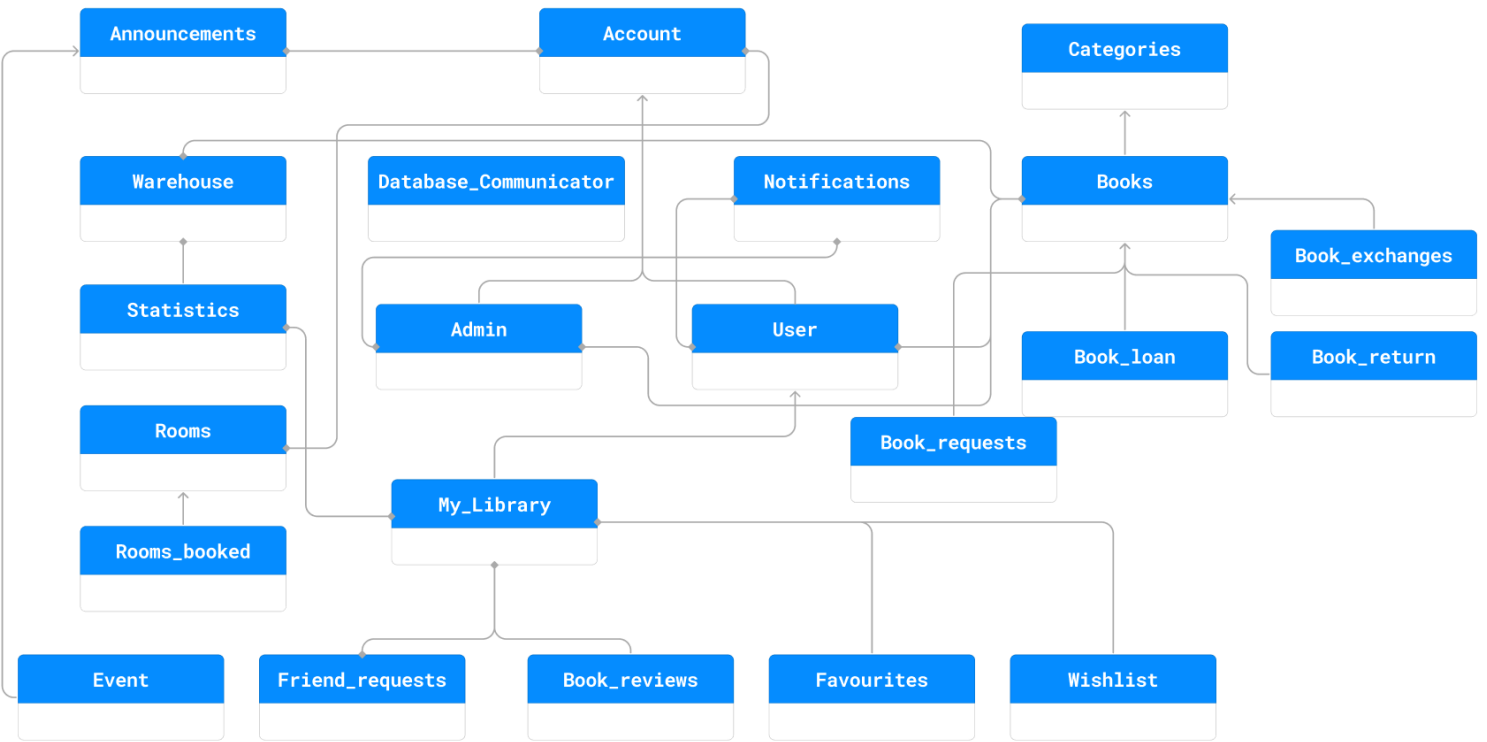 Announcements
Account
Categories
Warehouse
Database_Communicator
Notifications
Books
Book_exchanges
Statistics
Admin
User
Book_loan
Book_return
Rooms
Book_requests
My_Library
Rooms_booked
Event
Friend_requests
Book_reviews
Favourites
Wishlist